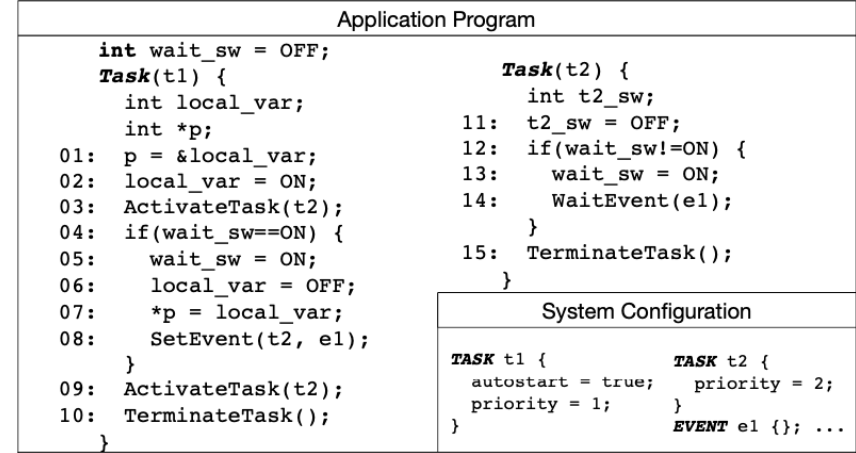 Application Program
int wait_sw = OFF;
Task(t1) {
int local_var;
int *p;
01: p = &local_var;
02: local_var = ON;
03: ActivateTask(t2);
04: if(wait_sw==ON) {
05: wait_sw = ON;
06: local_var = OFF;
07: *p = local_var;
08: SetEvent(t2, e1);
}
09: ActivateTask(t2);
10: TerminateTask();
}
Task(t2) {
int t2_sw;
11: t2_sw = OFF;
12: if(wait_sw!=ON) {
13: wait_sw = ON;
14: WaitEvent(e1);
}
15: TerminateTask();
}
System Configuration
TASK t1 {
autostart = true;
priority = 1;
}
TASK t2 {
priority = 2;
}
EVENT e1 {}; ...